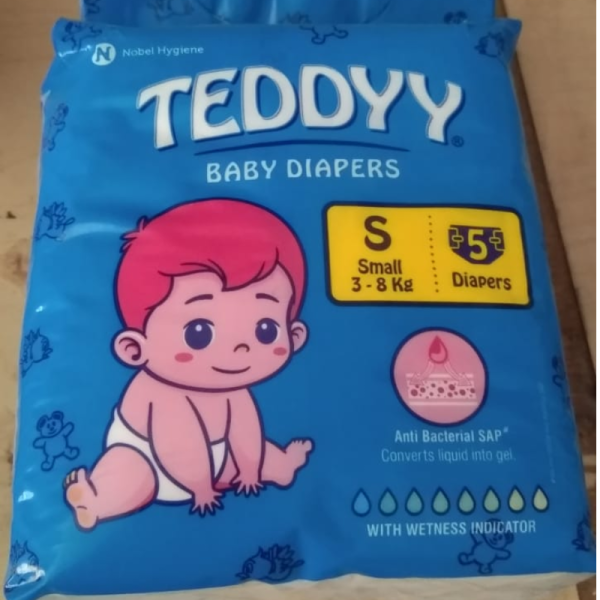 N Nobel Hygiene
TEDDYY®
BABY DIAPERS
S
Small
3 - 8 Kg
5
Diapers
Anti Bacterial SAP#
Converts liquid into gel.
WITH WETNESS INDICATOR